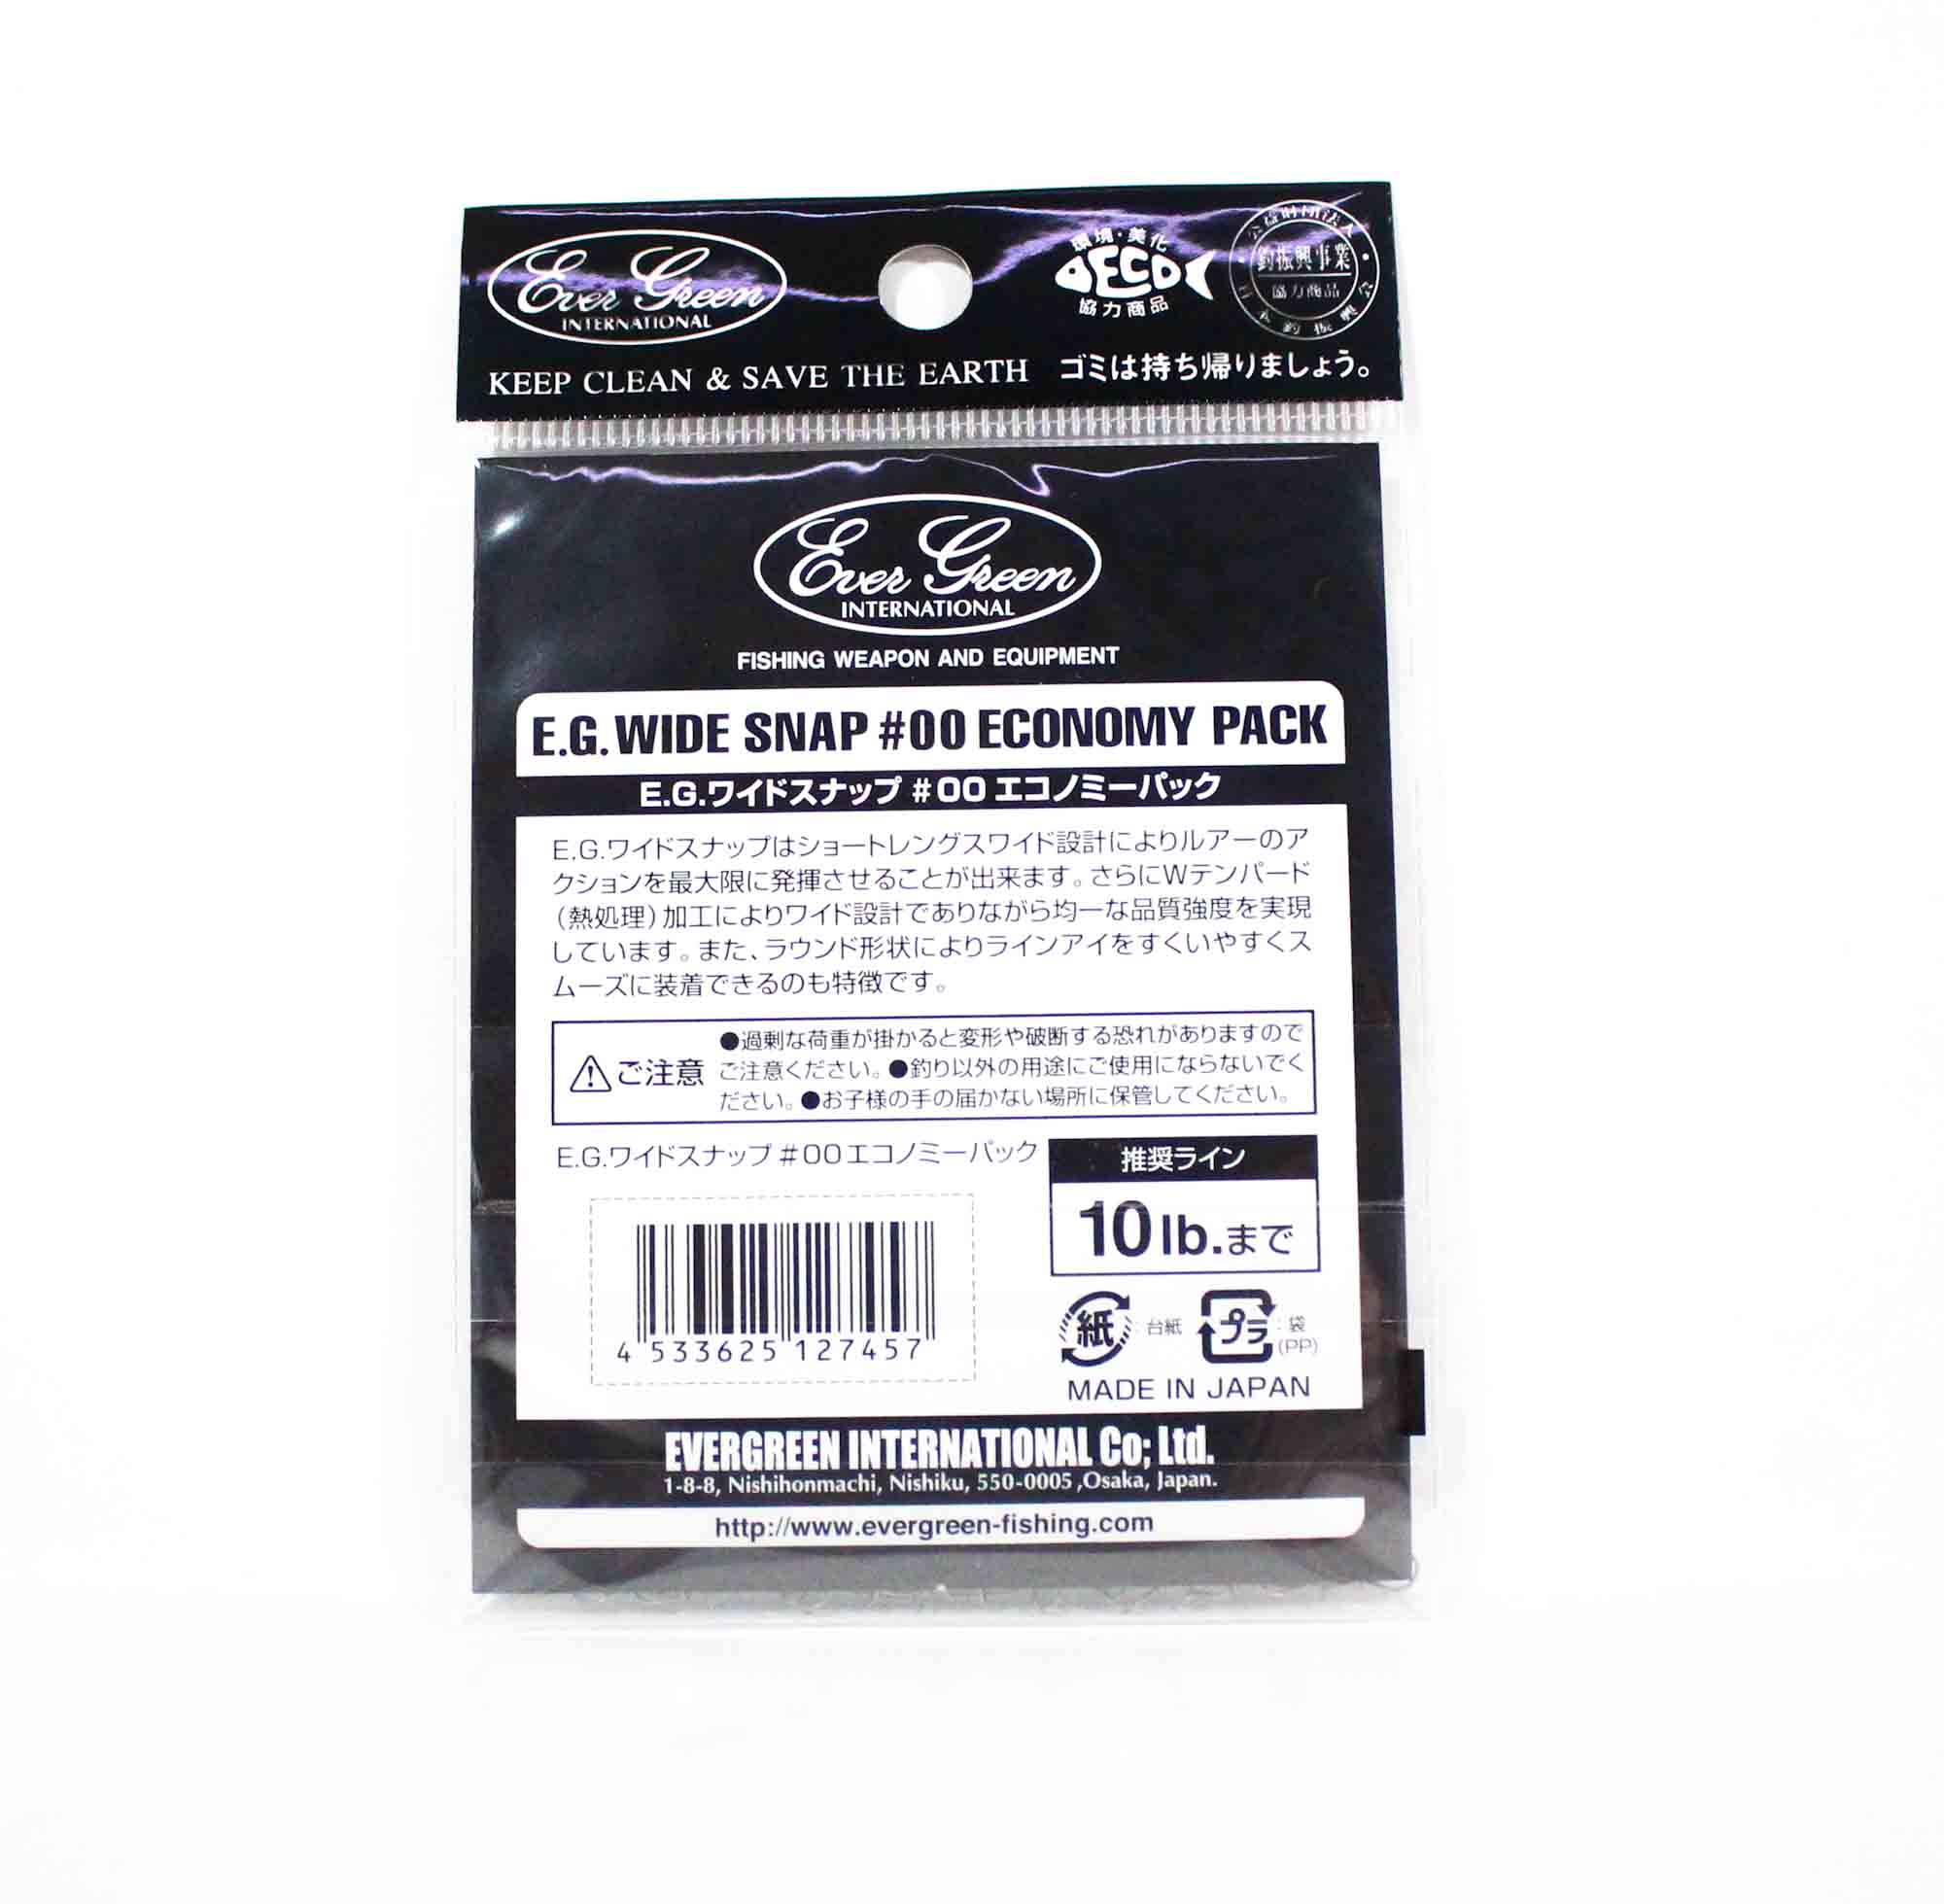 Ever Green
INTERNATIONAL
環境・美化
ECO
協力商品
公益財団法人
釣振興事業
協力商品
日本釣振興会
KEEP CLEAN & SAVE THE EARTH ゴミは持ち帰りましょう。
Ever Green
INTERNATIONAL
FISHING WEAPON AND EQUIPMENT
E.G.WIDE SNAP #00 ECONOMY PACK
E.G.ワイドスナップ #00 エコノミーパック
E.G.ワイドスナップはショートレングスワイド設計によりルアーのア
クションを最大限に発揮させることが出来ます。さらにWテンパード
(熱処理)加工によりワイド設計でありながら均一な品質強度を実現
しています。また、ラウンド形状によりラインアイをすくいやすくス
ムーズに装着できるのも特徴です。
ご注意
●過剰な荷重が掛かると変形や破断する恐れがありますので
ご注意ください。●釣り以外の用途にご使用にならないでく
ださい。●お子様の手の届かない場所に保管してください。
E.G.ワイドスナップ #00エコノミーパック
推奨ライン
10lb.まで
4 533625 127457
紙:台紙 プラ:袋
(PP)
MADE IN JAPAN
EVERGREEN INTERNATIONAL Co; Ltd.
1-8-8, Nishihonmachi, Nishiku, 550-0005 ,Osaka, Japan.
http://www.evergreen-fishing.com